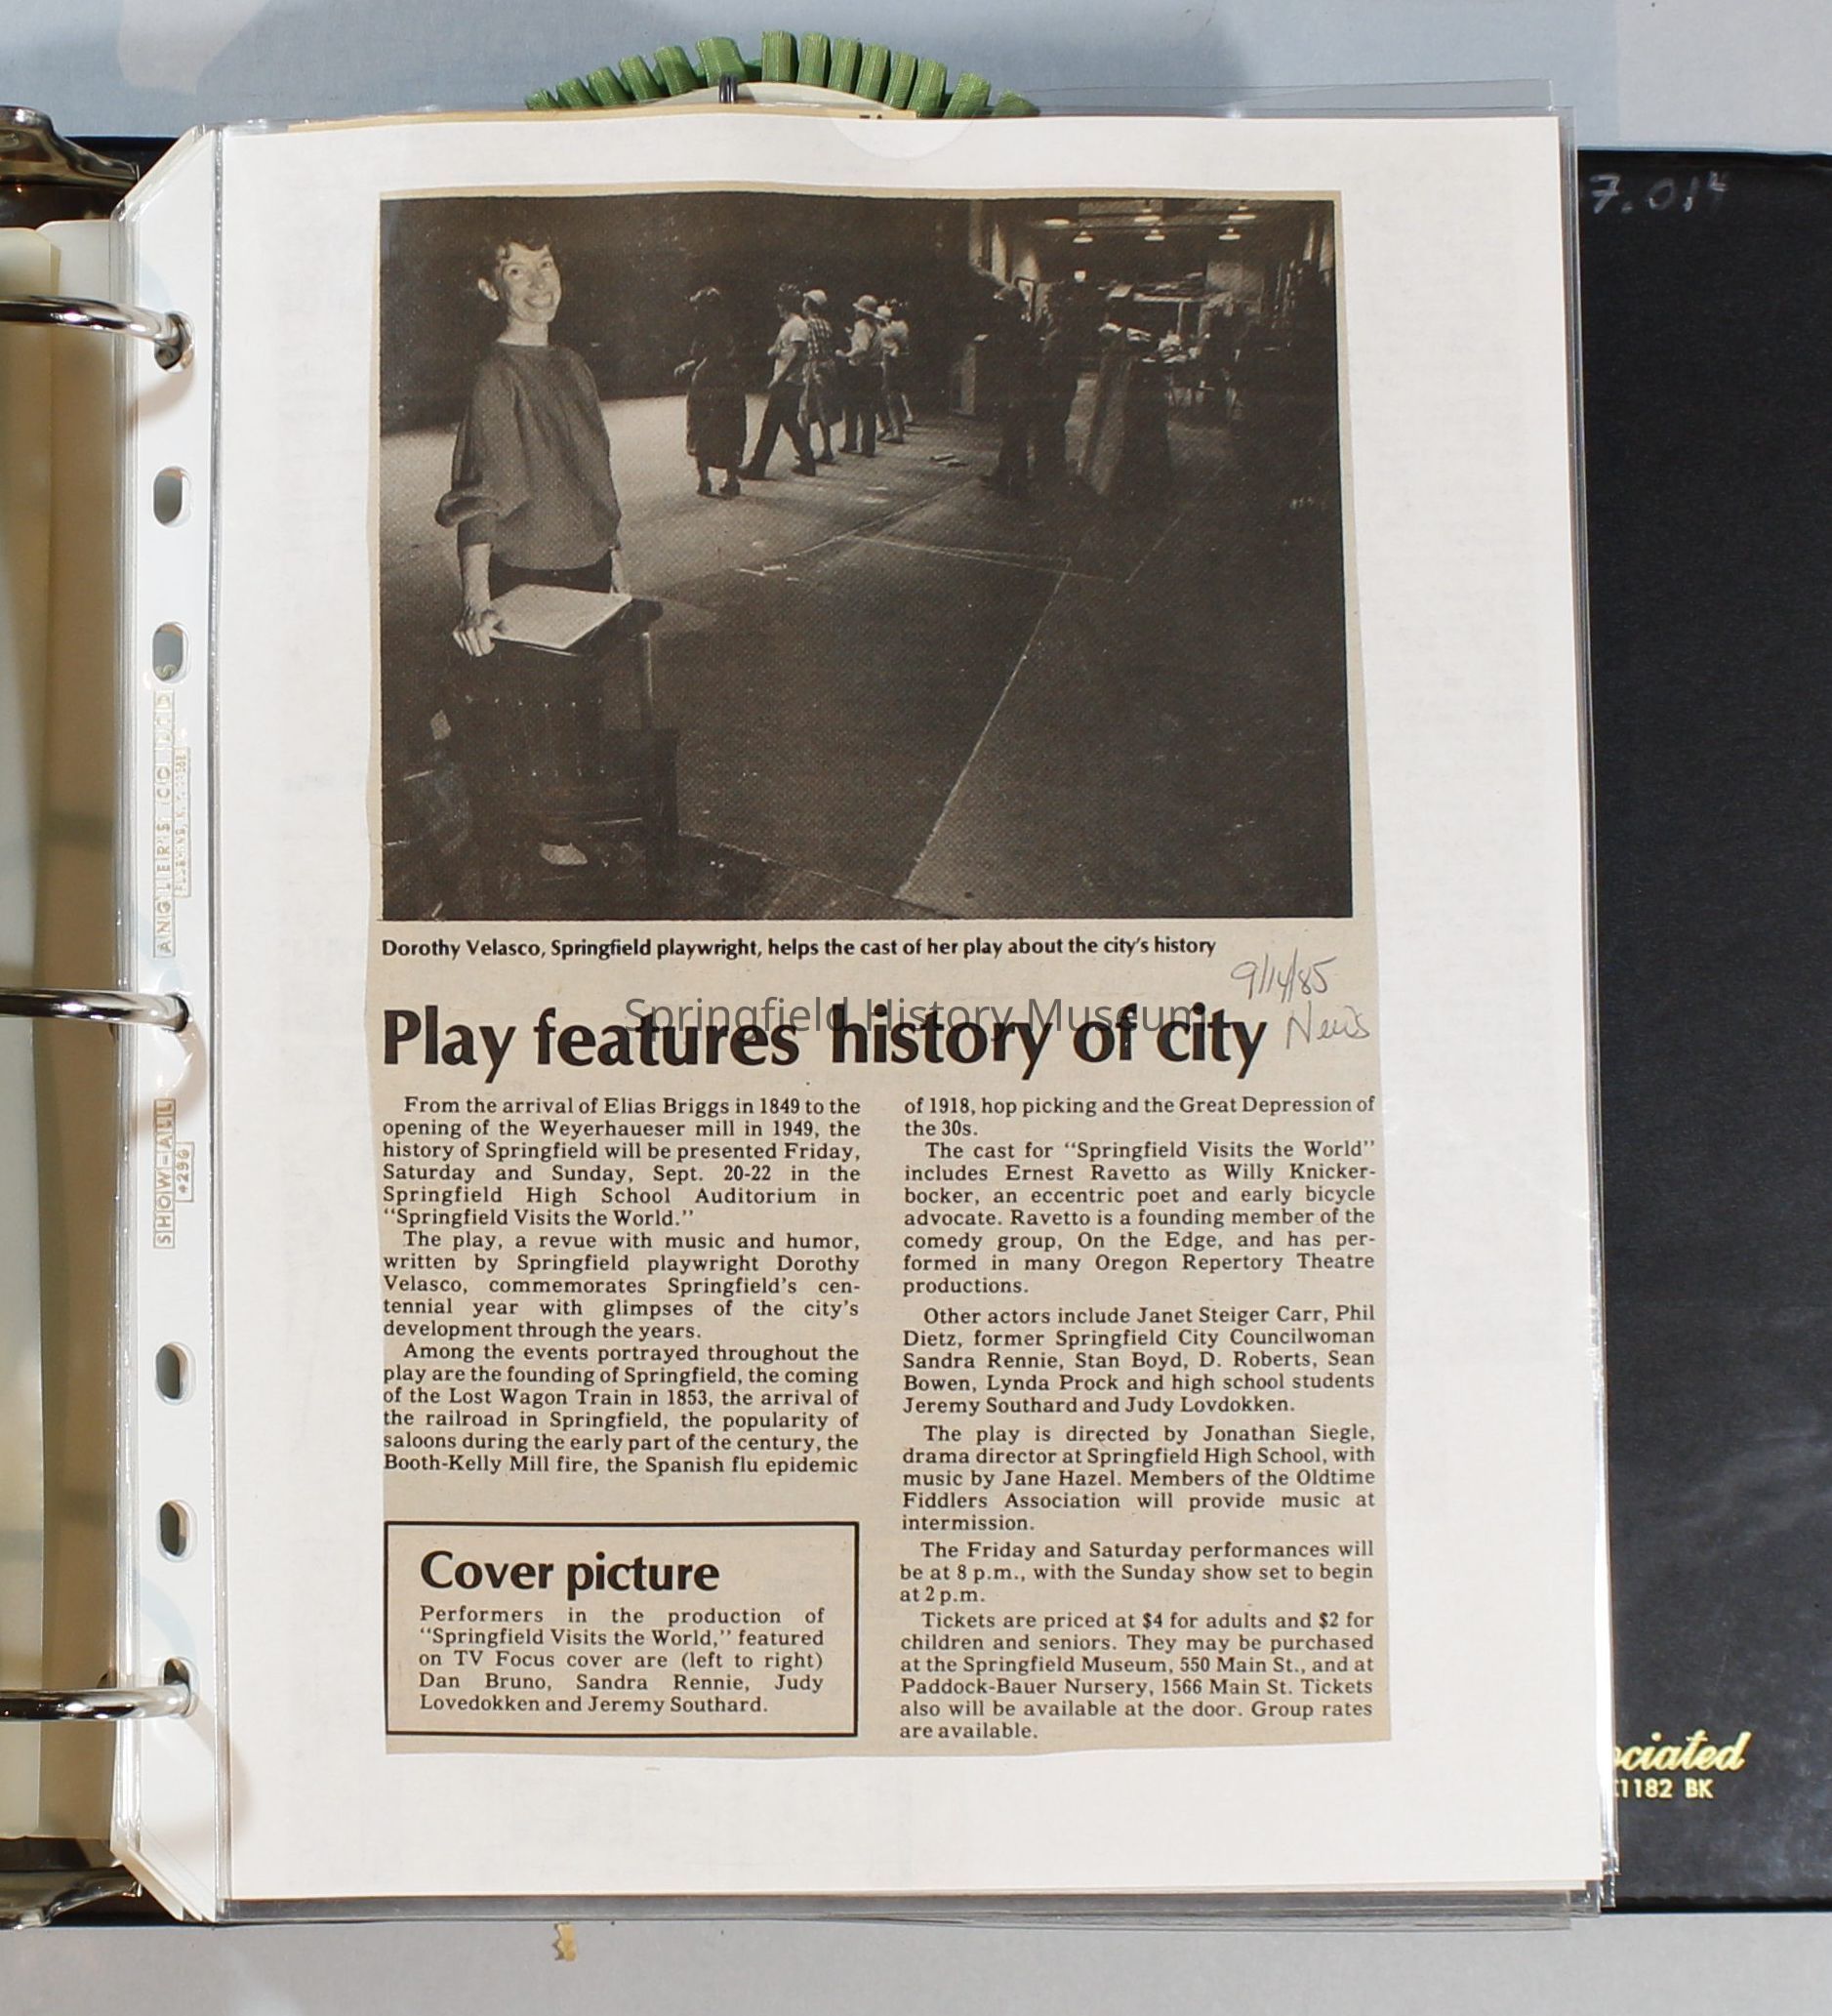 7.014
Dorothy Velasco, Springfield playwright, helps the cast of her play about the city's history
9/14/85
News
Springfield History Museum
Play features history of city
From the arrival of Elias Briggs in 1849 to the
opening of the Weyerhaueser mill in 1949, the
history of Springfield will be presented Friday,
Saturday and Sunday, Sept. 20-22 in the
Springfield High School Auditorium in
"Springfield Visits the World."
The play, a revue with music and humor,
written by Springfield playwright Dorothy
Velasco, commemorates Springfield's cen-
tennial year with glimpses of the city's
development through the years.
Among the events portrayed throughout the
play are the founding of Springfield, the coming
of the Lost Wagon Train in 1853, the arrival of
the railroad in Springfield, the popularity of
saloons during the early part of the century, the
Booth-Kelly Mill fire, the Spanish flu epidemic
of 1918, hop picking and the Great Depression of
the 30s.
The cast for "Springfield Visits the World"
includes Ernest Ravetto as Willy Knicker-
bocker, an eccentric poet and early bicycle
advocate. Ravetto is a founding member of the
comedy group, On the Edge, and has per-
formed in many Oregon Repertory Theatre
productions.
Other actors include Janet Steiger Carr, Phil
Dietz, former Springfield City Councilwoman
Sandra Rennie, Stan Boyd, D. Roberts, Sean
Bowen, Lynda Prock and high school students
Jeremy Southard and Judy Lovdokken.
The play is directed by Jonathan Siegle,
drama director at Springfield High School, with
music by Jane Hazel. Members of the Oldtime
Fiddlers Association will provide music at
intermission.
The Friday and Saturday performances will
be at 8 p.m., with the Sunday show set to begin
at 2 p.m.
Tickets are priced at $4 for adults and $2 for
children and seniors. They may be purchased
at the Springfield Museum, 550 Main St., and at
Paddock-Bauer Nursery, 1566 Main St. Tickets
also will be available at the door. Group rates
are available.
Cover picture
Performers in the production of
"Springfield Visits the World," featured
on TV Focus cover are (left to right)
Dan Bruno, Sandra Rennie, Judy
Lovedokken and Jeremy Southard.
SHOW-ALL
#296
ANGLER'S CO
ociated
1182 BK